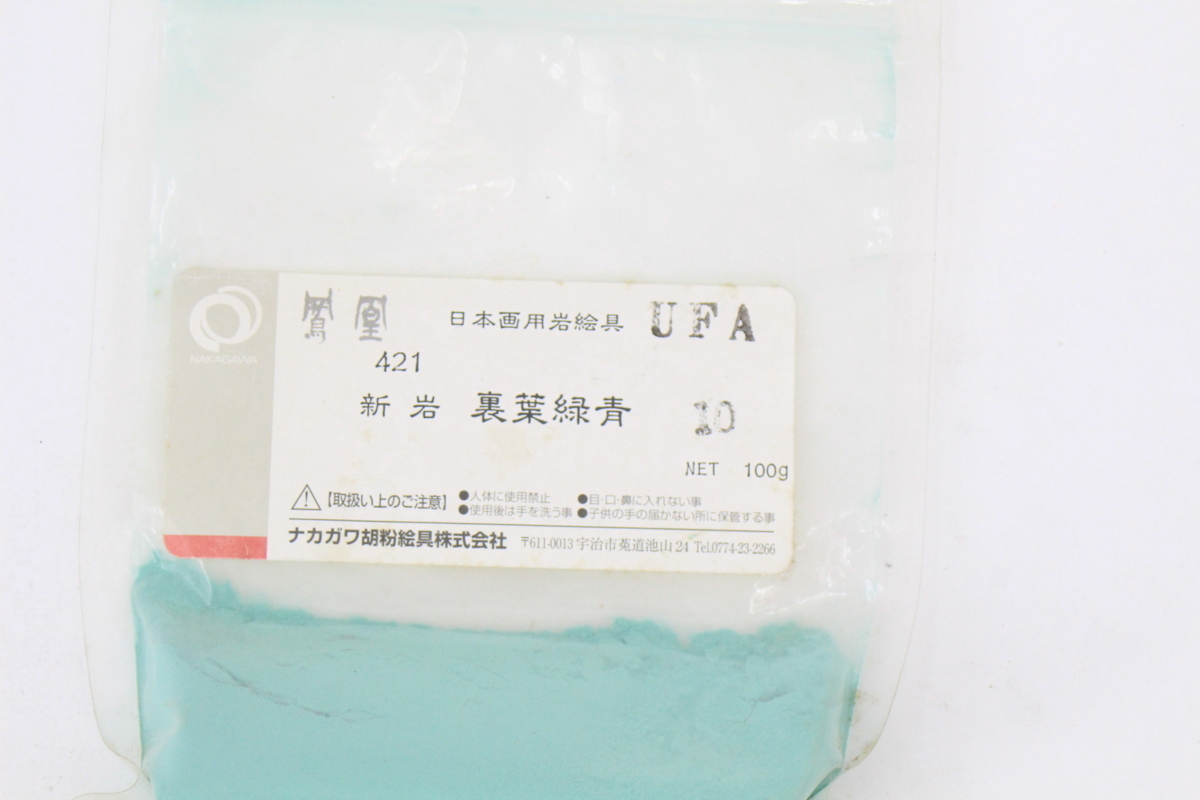 NAKAGAWA
鳳凰 日本画用岩絵具 UFA
421
新岩 裏葉緑青 10
NET 100g
【取扱い上のご注意】 ●人体に使用禁止 ●目・口・鼻に入れない事
●使用後は手を洗う事 ●子供の手の届かない所に保管する事
ナカガワ胡粉絵具株式会社 〒611-0013 宇治市菟道池山24 Tel.0774-23-2266